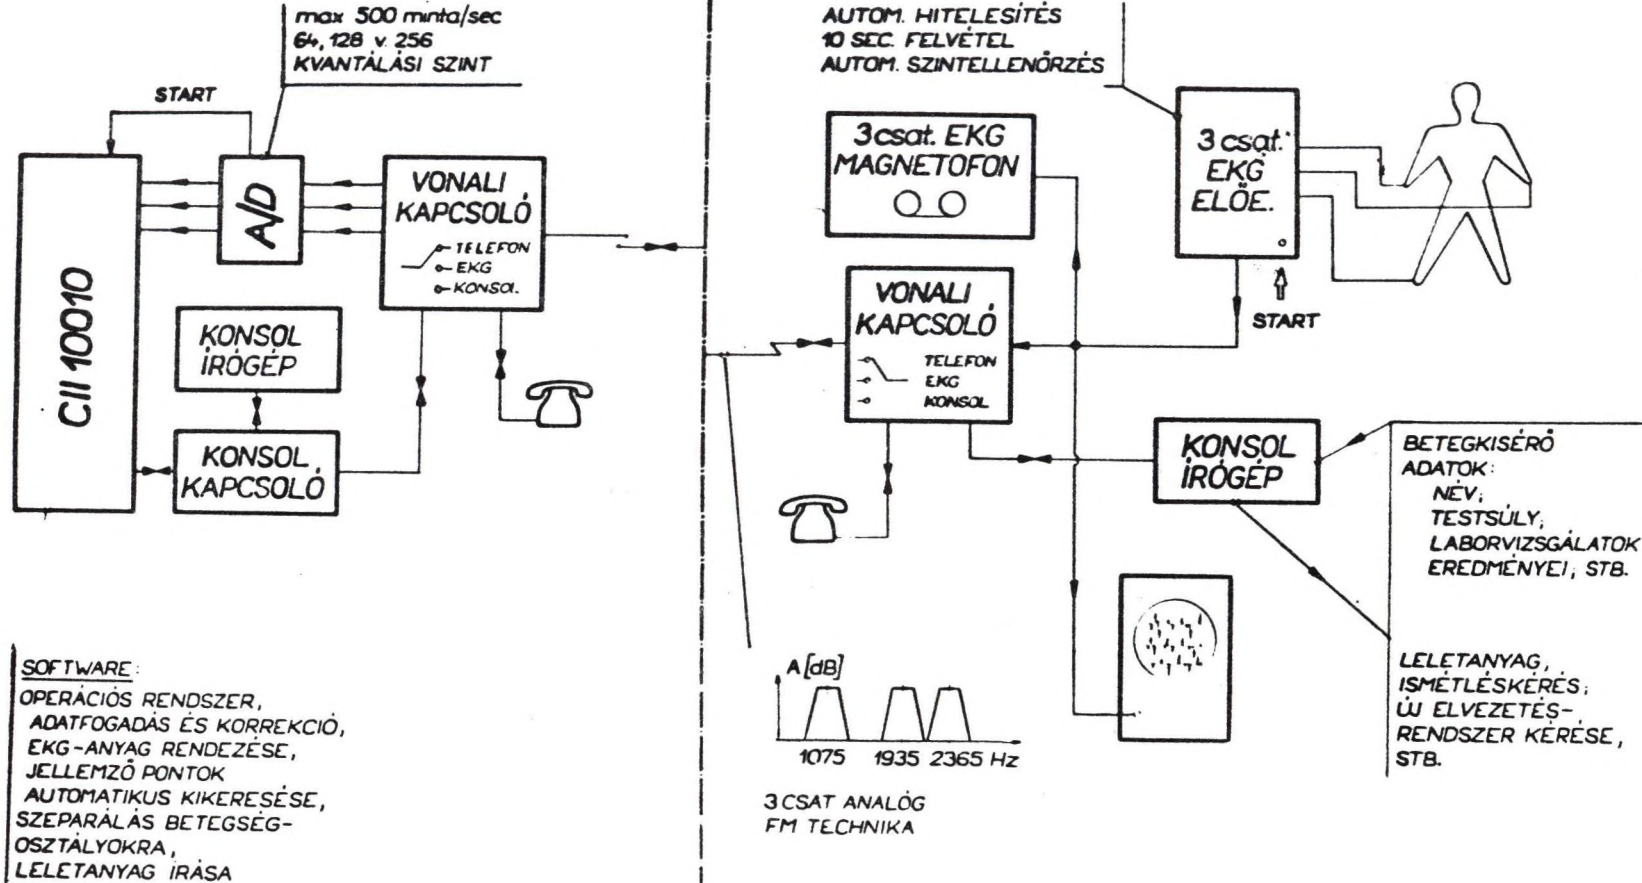 max 500 minta/sec
64, 128 v. 256
KVANTÁLÁSI SZINT
START
CII 10010
A/D
VONALI
KAPCSOLÓ
TELEFON
EKG
KONSOL.
KONSOL
ÍRÓGÉP
KONSOL
KAPCSOLÓ
SOFTWARE:
OPERÁCIÓS RENDSZER,
ADATFOGADÁS ÉS KORREKCIÓ,
EKG-ANYAG RENDEZÉSE,
JELLEMZŐ PONTOK
AUTOMATIKUS KIKERESÉSE,
SZEPARÁLÁS BETEGSÉG-
OSZTÁLYOKRA,
LELETANYAG ÍRÁSA
AUTOM. HITELESÍTÉS
10 SEC. FELVÉTEL
AUTOM. SZINTELLENŐRZÉS
3 csat. EKG
MAGNETOFON
3 csat.
EKG
ELŐE.
START
VONALI
KAPCSOLÓ
TELEFON
EKG
KONSOL
KONSOL
ÍRÓGÉP
BETEGKISÉRŐ
ADATOK:
NÉV;
TESTSÚLY;
LABORVIZSGÁLATOK
EREDMÉNYEI, STB.
LELETANYAG,
ISMÉTLÉSKÉRÉS;
ÚJ ELVEZETÉS-
RENDSZER KÉRÉSE,
STB.
A [dB]
1075 1935 2365 Hz
3 CSAT ANALÓG
FM TECHNIKA